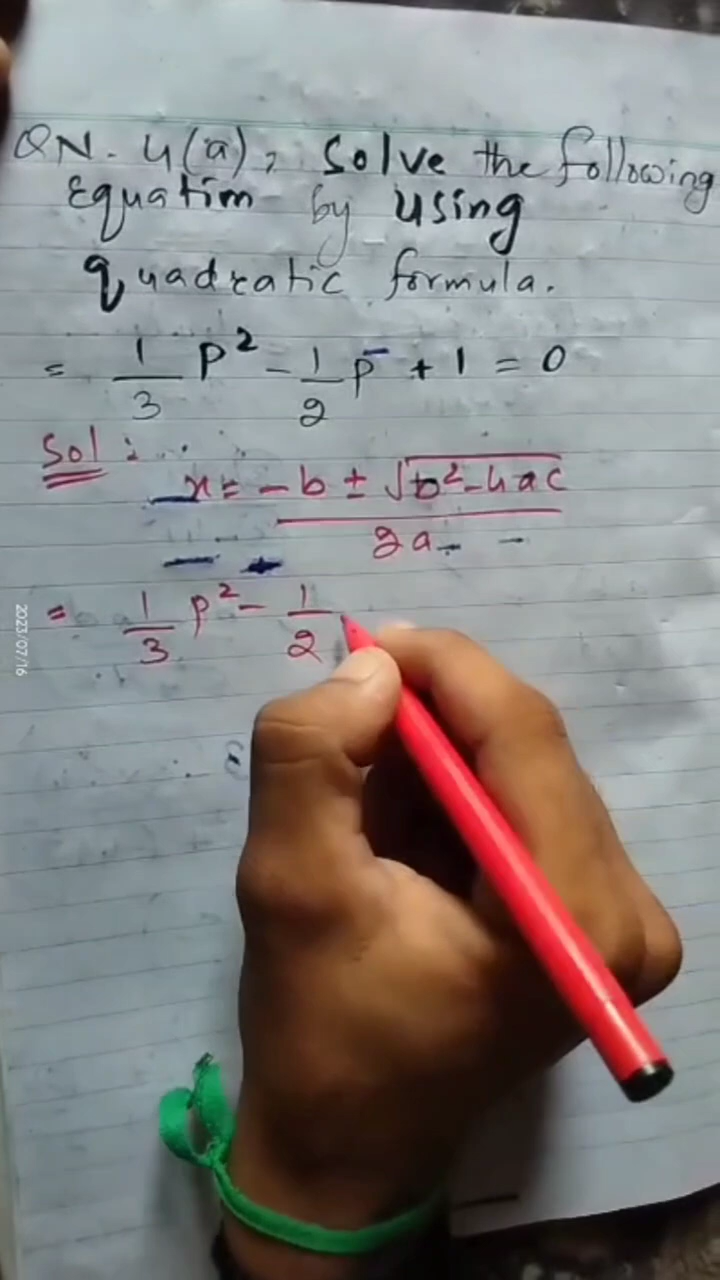 QN. 4(a), Solve the following
Equation by using
quadratic formula.
= 1/3 P² - 1/2 p + 1 = 0
Sol :
x = -b ± √b²-4ac / 2a
= 1/3 p² - 1/2
2023/07/16